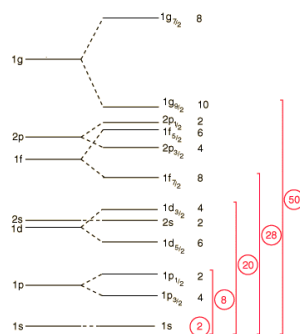 1g 1g7/2 8
1g9/2 10
2p 2p1/2 2
1f5/2 6
2p3/2 4
1f 1f7/2 8
1d3/2 4
2s 2s 2
1d 1d5/2 6
1p 1p1/2 2
1p3/2 4
1s 1s 2
8
20
28
50